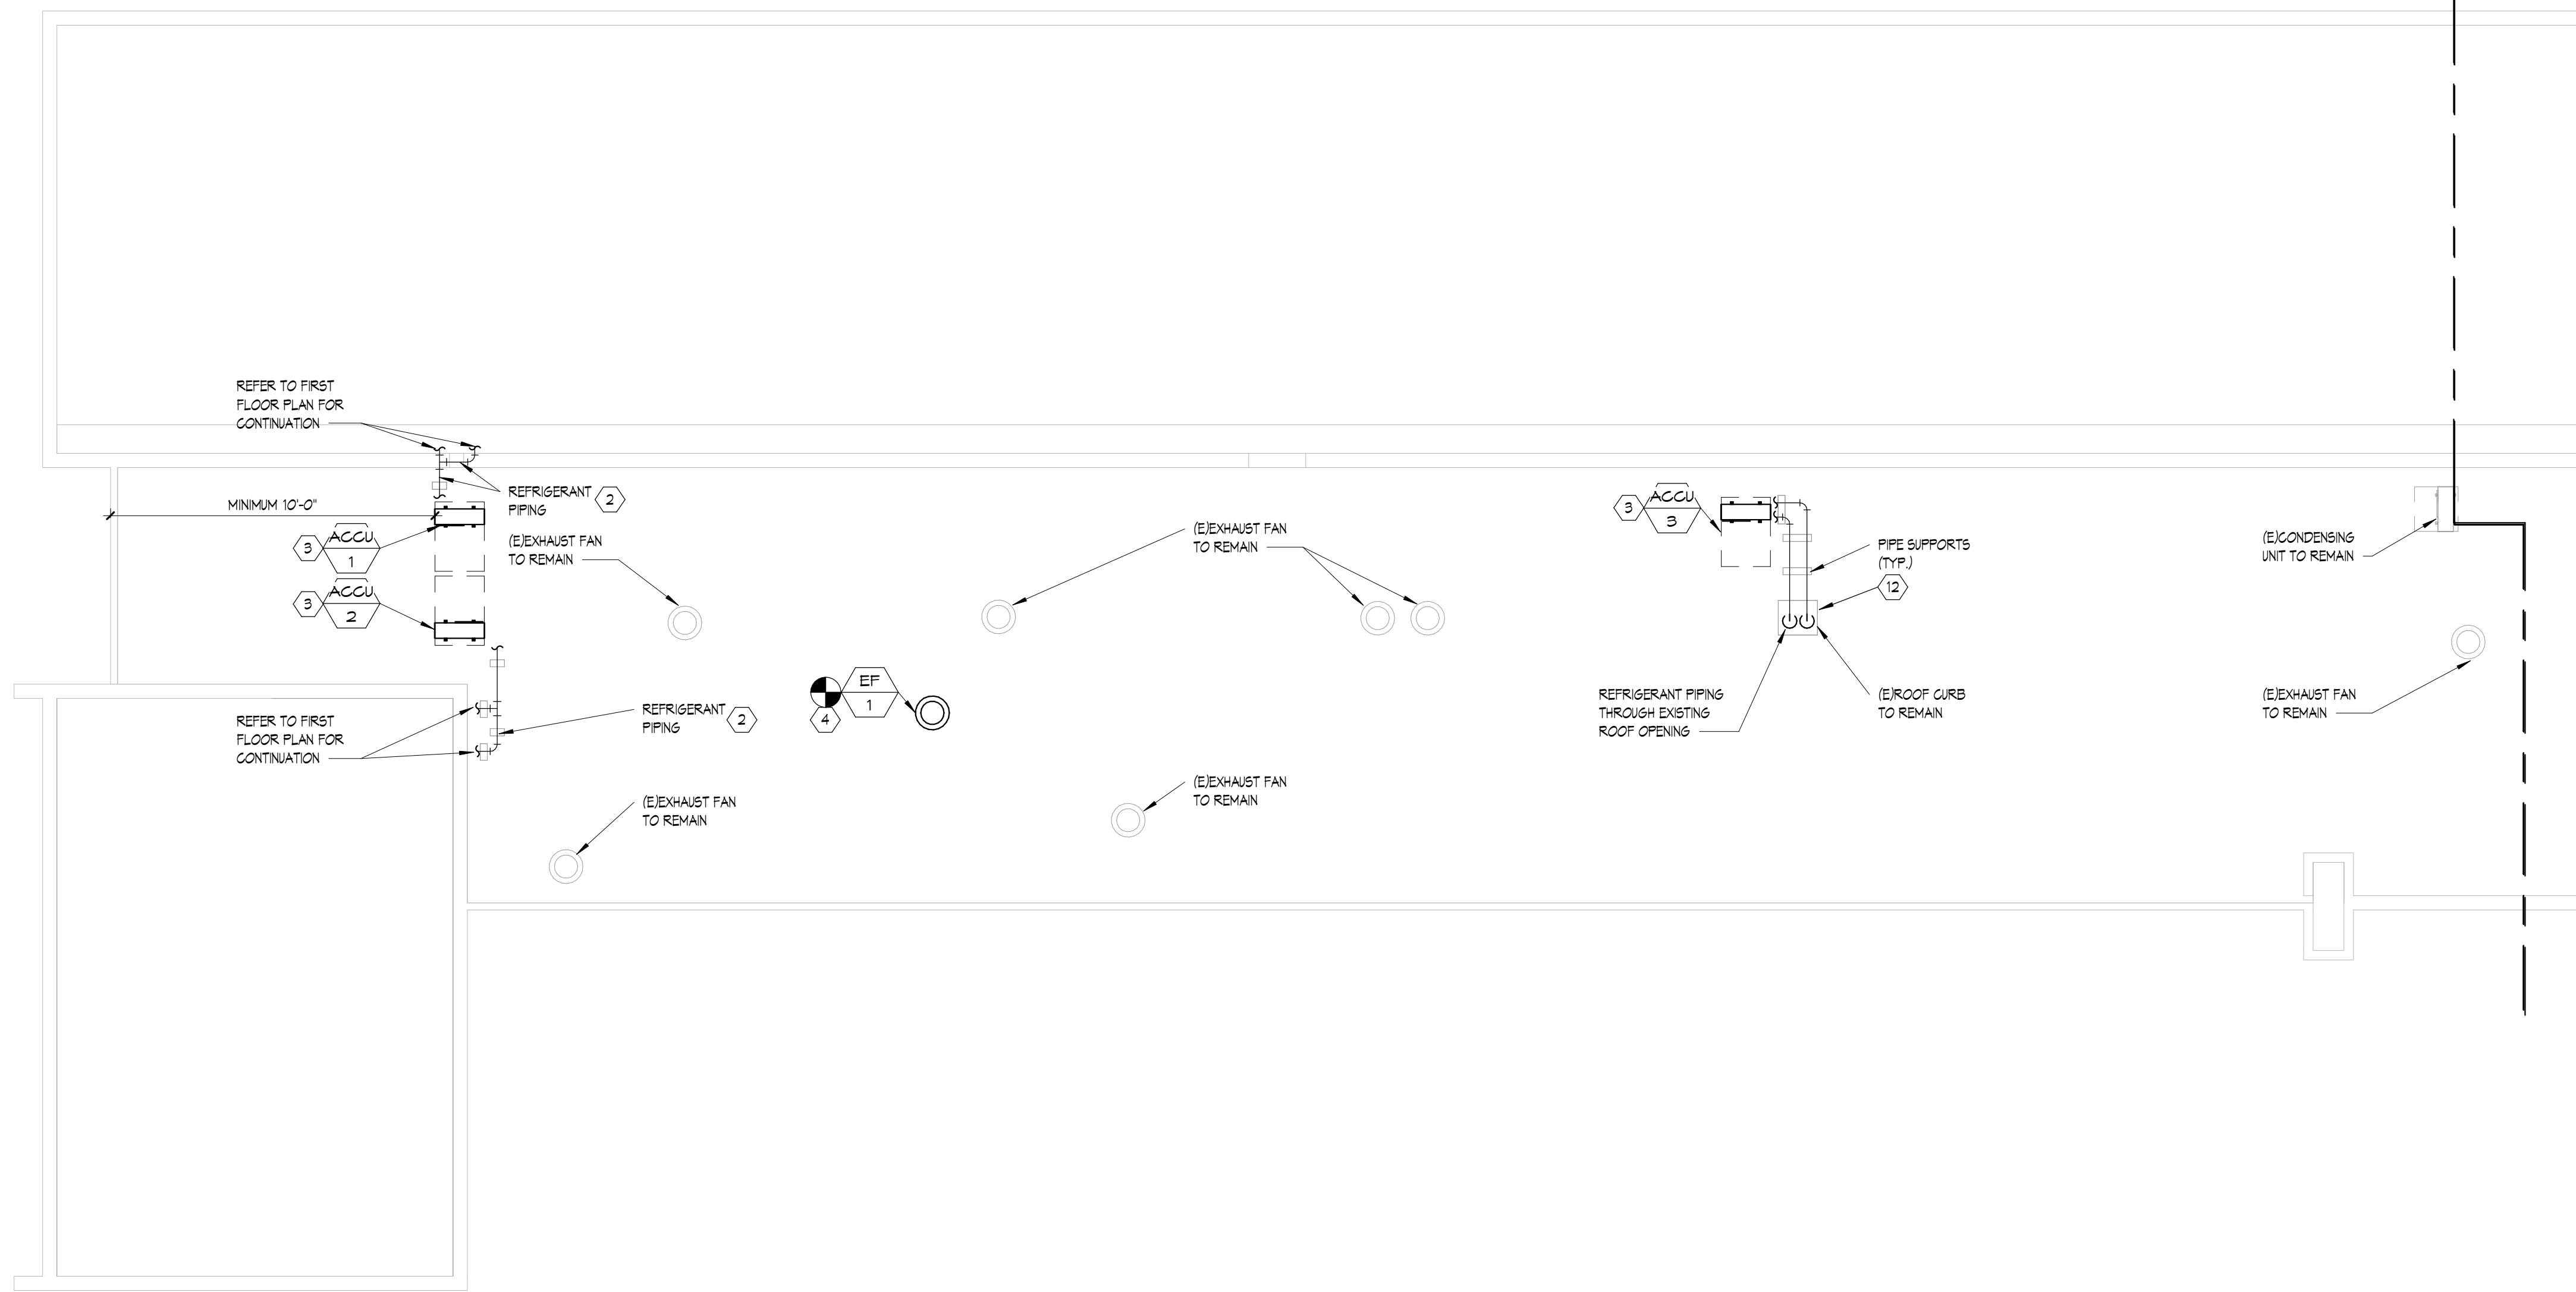 REFER TO FIRST
FLOOR PLAN FOR
CONTINUATION
MINIMUM 10'-0"
REFRIGERANT
PIPING
2
3
ACCU
1
3
ACCU
2
(E)EXHAUST FAN
TO REMAIN
(E)EXHAUST FAN
TO REMAIN
3
ACCU
3
PIPE SUPPORTS
(TYP.)
12
(E)CONDENSING
UNIT TO REMAIN
REFER TO FIRST
FLOOR PLAN FOR
CONTINUATION
REFRIGERANT
PIPING
2
EF
1
4
REFRIGERANT PIPING
THROUGH EXISTING
ROOF OPENING
(E)ROOF CURB
TO REMAIN
(E)EXHAUST FAN
TO REMAIN
(E)EXHAUST FAN
TO REMAIN
(E)EXHAUST FAN
TO REMAIN